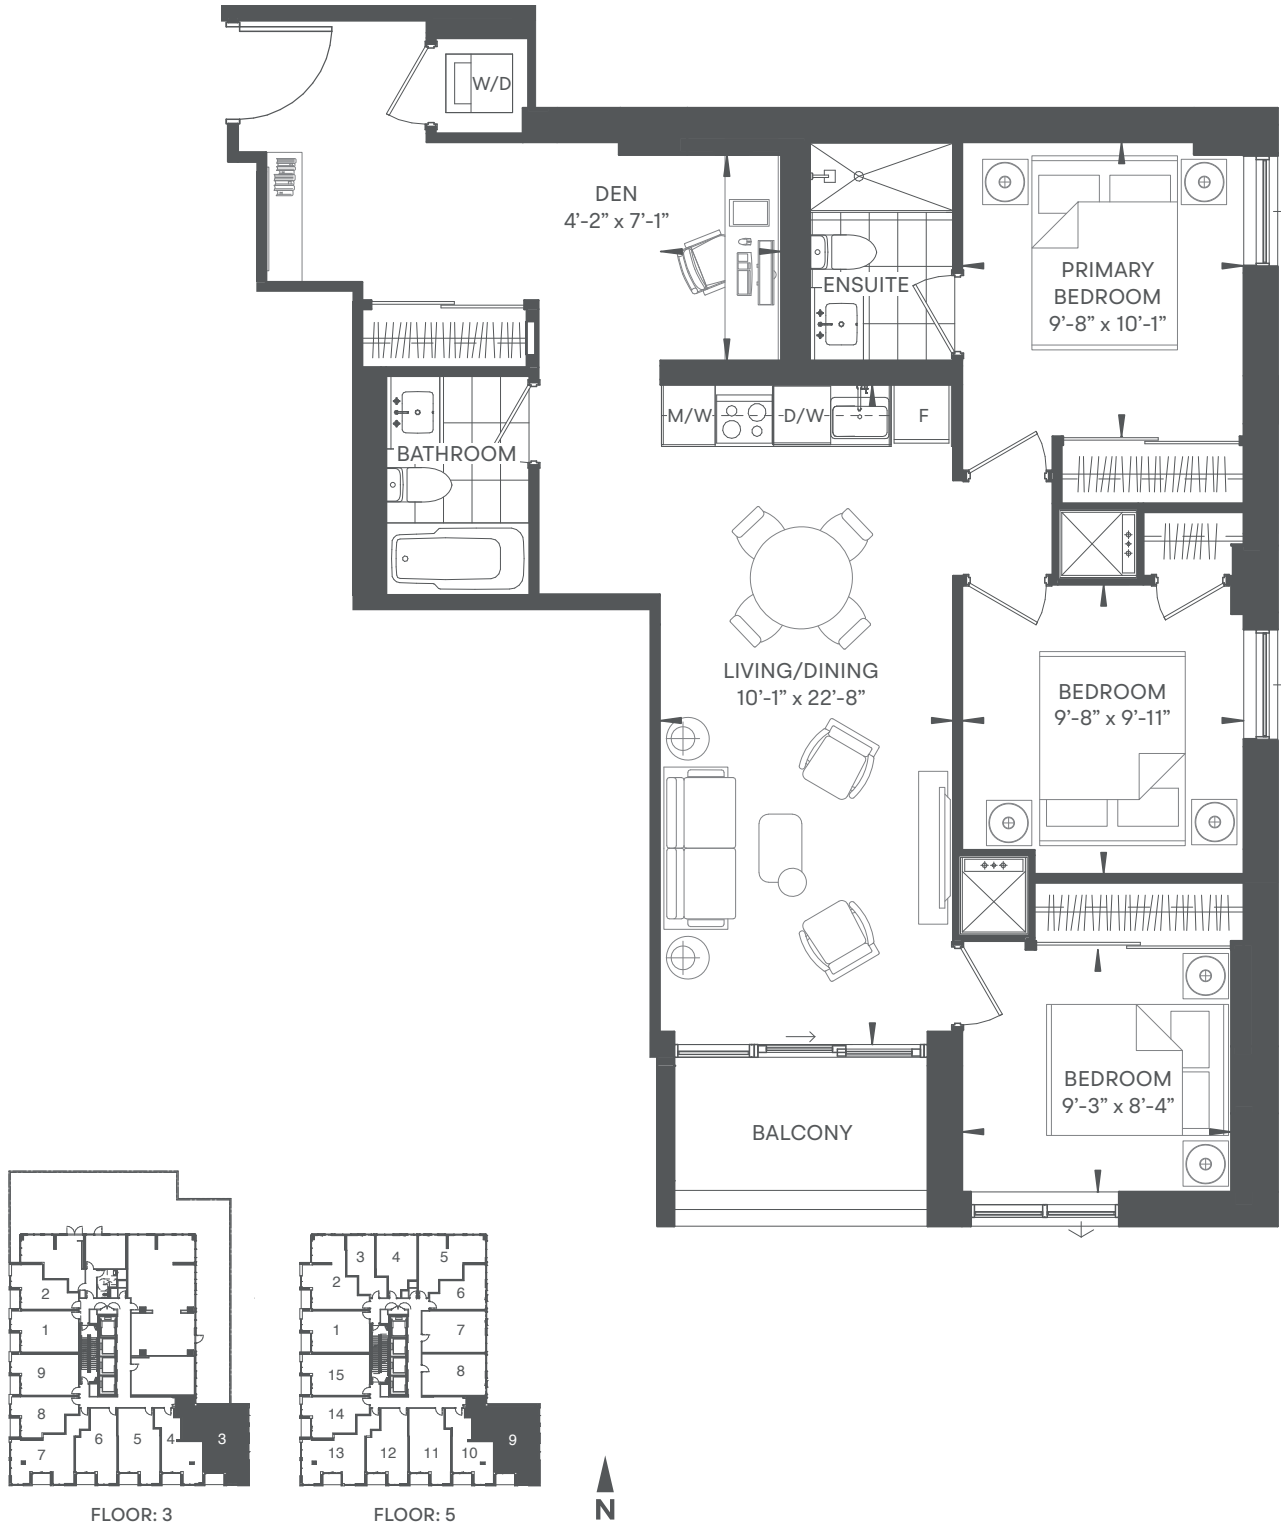 W/D
DEN
4'-2” x 7'-1”
ENSUITE
PRIMARY
BEDROOM
9'-8” x 10'-1”
M/W
D/W
F
BATHROOM
LIVING/DINING
10'-1” x 22'-8”
BEDROOM
9'-8” x 9'-11”
BEDROOM
9'-3” x 8'-4”
BALCONY
2
1
9
8
7
6
5
4
3
FLOOR: 3
3
4
5
2
6
1
7
15
8
14
13
12
11
10
9
FLOOR: 5
N